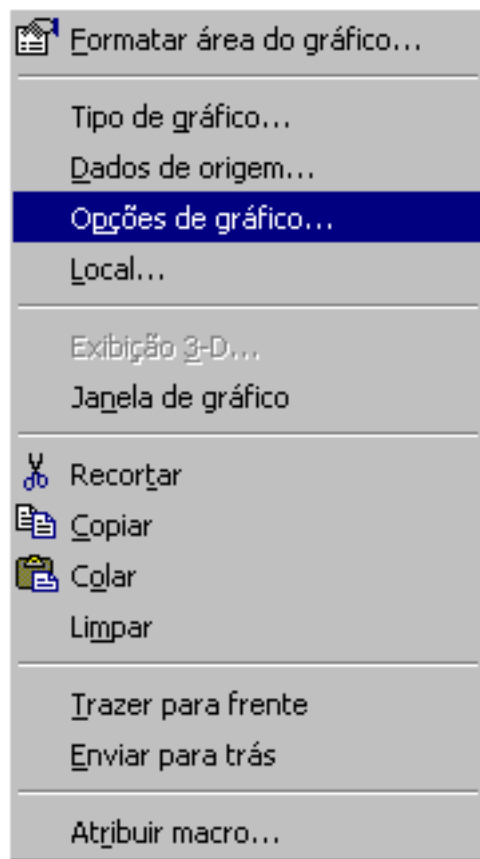 Formatar área do gráfico...
Tipo de gráfico...
Dados de origem...
Opções de gráfico...
Local...
Exibição 3-D...
Janela de gráfico
Recortar
Copiar
Colar
Limpar
Trazer para frente
Enviar para trás
Atribuir macro...